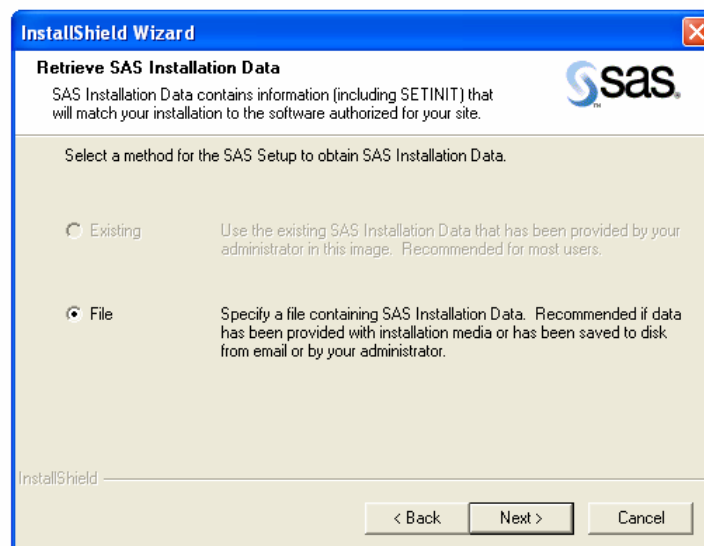 InstallShield Wizard
Retrieve SAS Installation Data
SAS Installation Data contains information (including SETINIT) that
will match your installation to the software authorized for your site.
sas.
TM
Select a method for the SAS Setup to obtain SAS Installation Data.
Existing
Use the existing SAS Installation Data that has been provided by your
administrator in this image. Recommended for most users.
File
Specify a file containing SAS Installation Data. Recommended if data
has been provided with installation media or has been saved to disk
from email or by your administrator.
InstallShield
< Back
Next >
Cancel